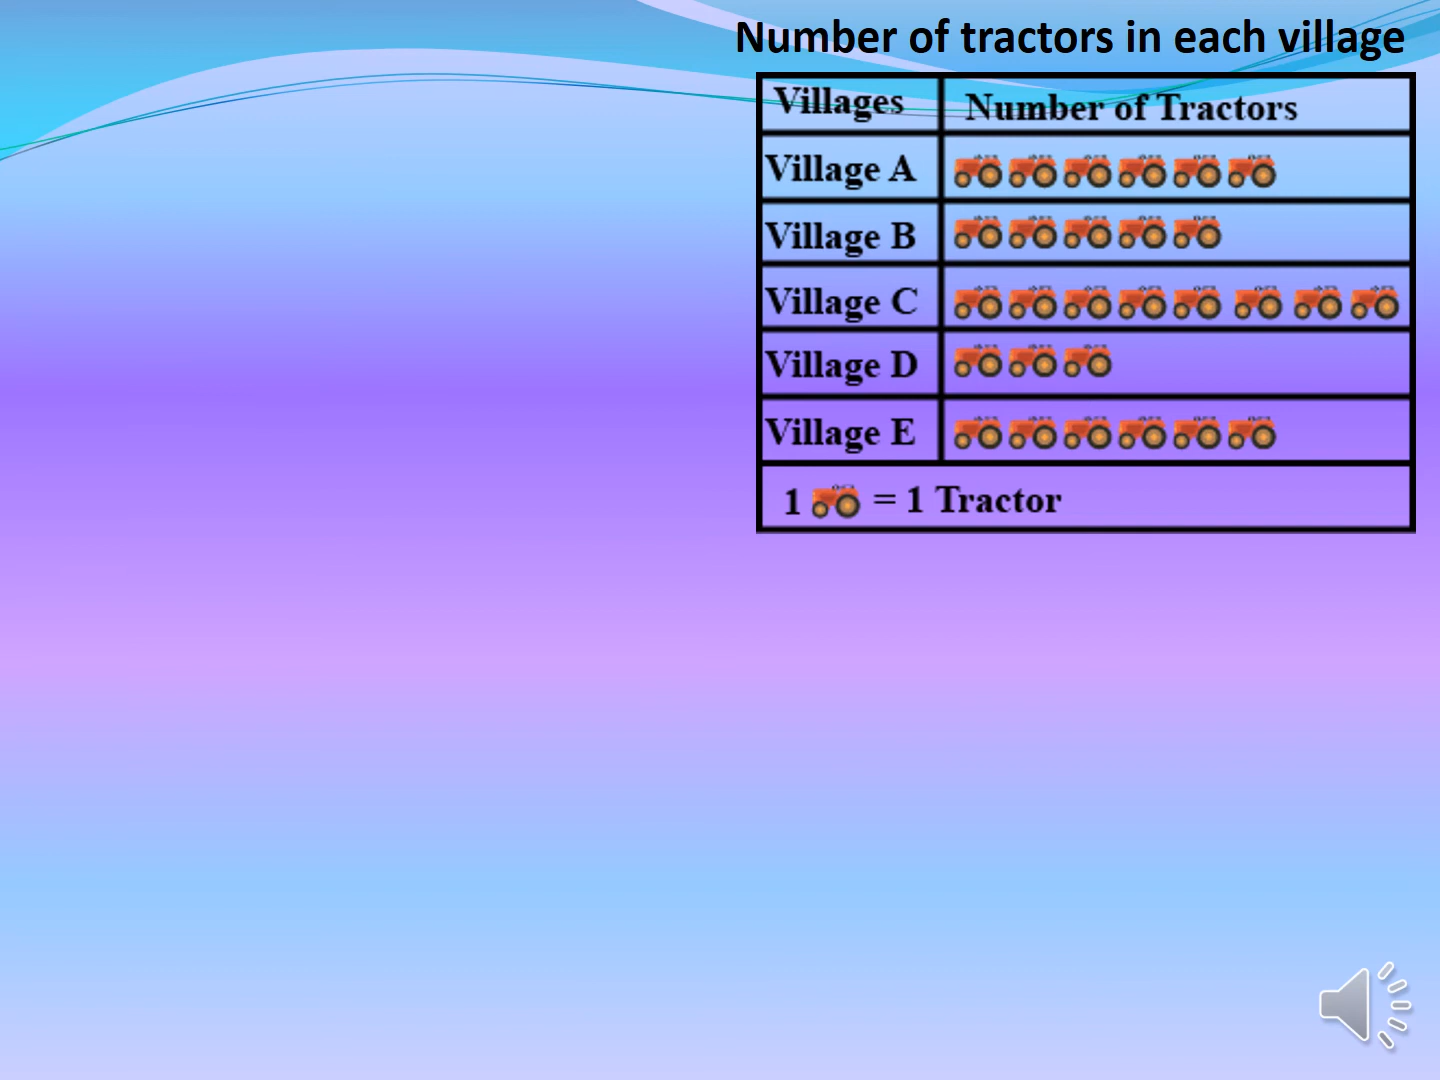 Number of tractors in each village
Villages Number of Tractors
Village A
Village B
Village C
Village D
Village E
1 = 1 Tractor